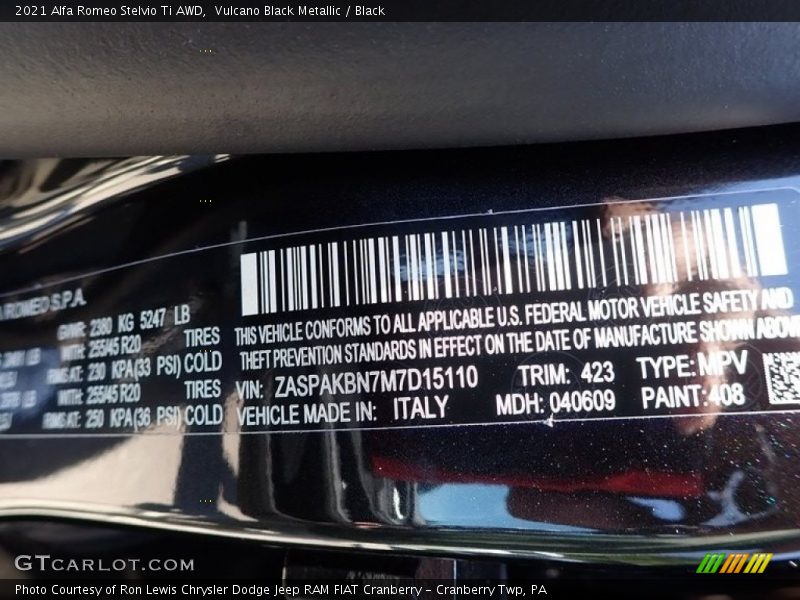 2021 Alfa Romeo Stelvio Ti AWD, Vulcano Black Metallic / Black
ROMEO S.P.A.
GVWR: 2380 KG 5247 LB
WITH: 255/45 R20 TIRES
RIMS AT: 230 KPA(33 PSI) COLD
WITH: 255/45 R20 TIRES
RIMS AT: 250 KPA(36 PSI) COLD
THIS VEHICLE CONFORMS TO ALL APPLICABLE U.S. FEDERAL MOTOR VEHICLE SAFETY AND
THEFT PREVENTION STANDARDS IN EFFECT ON THE DATE OF MANUFACTURE SHOWN ABOVE
VIN: ZASPAKBN7M7D15110 TRIM: 423 TYPE: MPV
VEHICLE MADE IN: ITALY MDH: 040609 PAINT: 408
GTCARLOT.COM
Photo Courtesy of Ron Lewis Chrysler Dodge Jeep RAM FIAT Cranberry - Cranberry Twp, PA